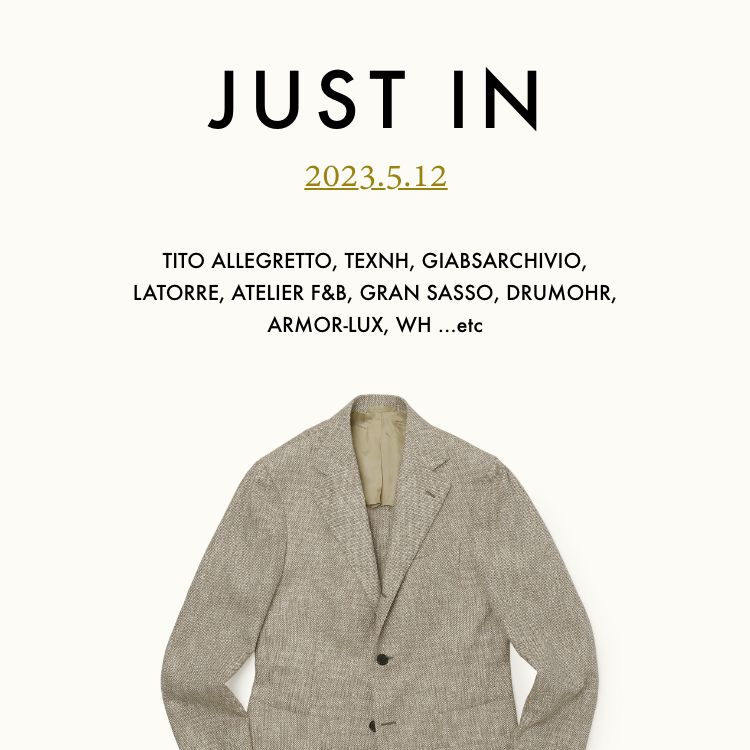 JUST IN
2023.5.12
TITO ALLEGRETTO, TEXNH, GIABSARCHIVIO,
LATORRE, ATELIER F&B, GRAN SASSO, DRUMOHR,
ARMOR-LUX, WH ...etc